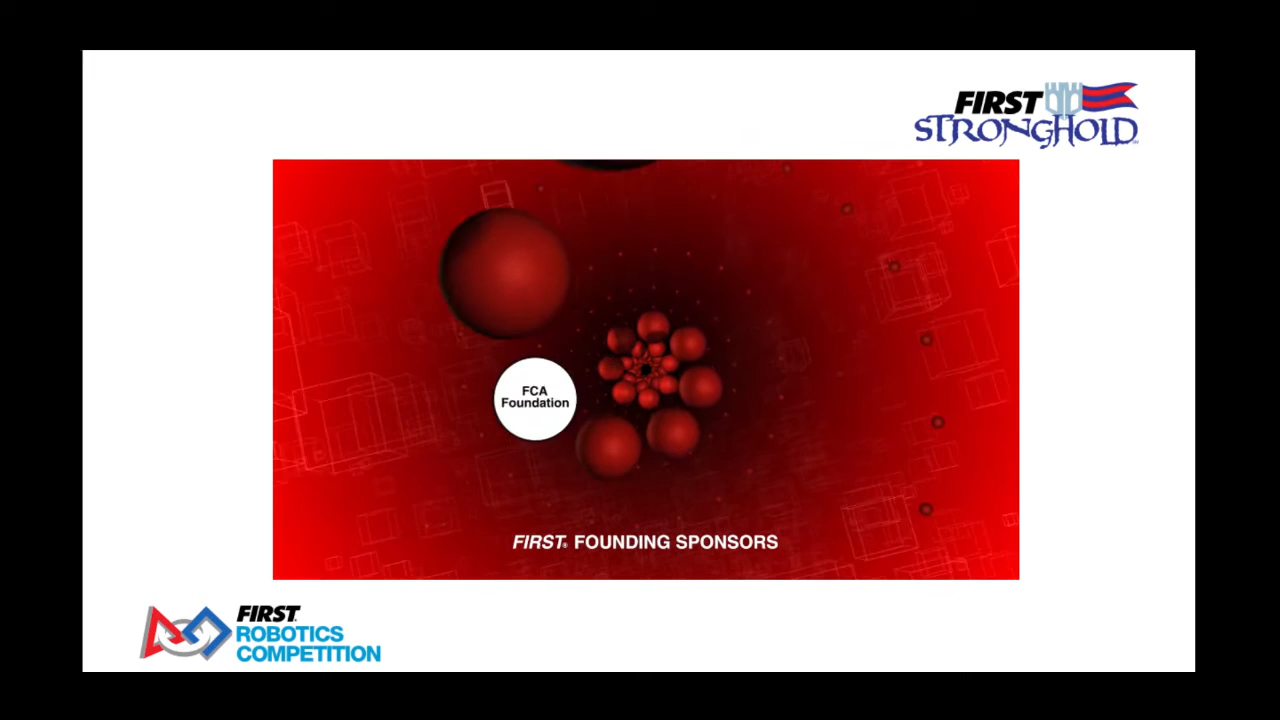 FIRST
STRONGHOLD
FCA
Foundation
FIRST® FOUNDING SPONSORS
FIRST
ROBOTICS
COMPETITION